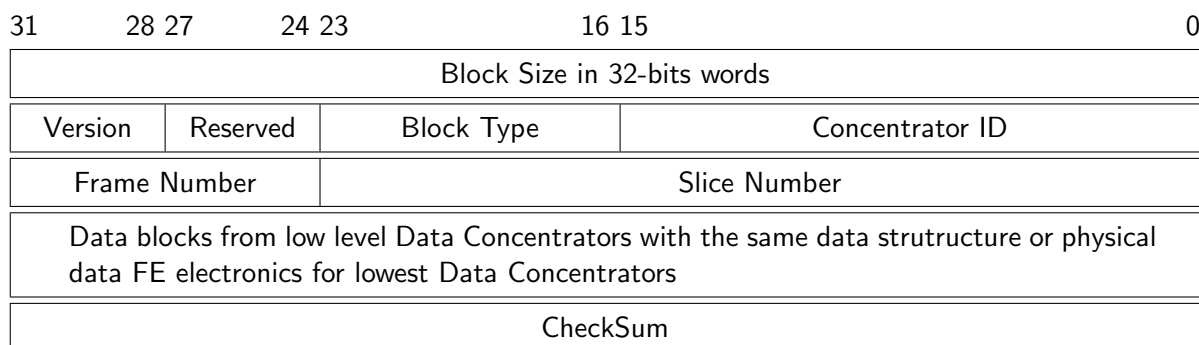 31 28 27 24 23 16 15 0
Block Size in 32-bits words
Version Reserved Block Type Concentrator ID
Frame Number Slice Number
Data blocks from low level Data Concentrators with the same data strutructure or physical
data FE electronics for lowest Data Concentrators
CheckSum